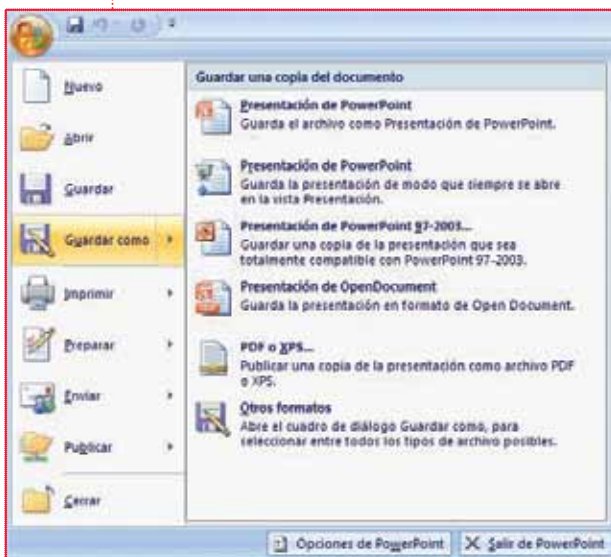 Nuevo
Abrir
Guardar
Guardar como
Imprimir
Preparar
Enviar
Publicar
Cerrar
Guardar una copia del documento
Presentación de PowerPoint
Guarda el archivo como Presentación de PowerPoint.
Presentación de PowerPoint
Guarda la presentación de modo que siempre se abre
en la vista Presentación.
Presentación de PowerPoint 97-2003...
Guardar una copia de la presentación que sea
totalmente compatible con PowerPoint 97-2003.
Presentación de OpenDocument
Guarda la presentación en formato de Open Document.
PDF o XPS...
Publicar una copia de la presentación como archivo PDF
o XPS.
Otros formatos
Abre el cuadro de diálogo Guardar como, para
seleccionar entre todos los tipos de archivo posibles.
Opciones de PowerPoint
Salir de PowerPoint